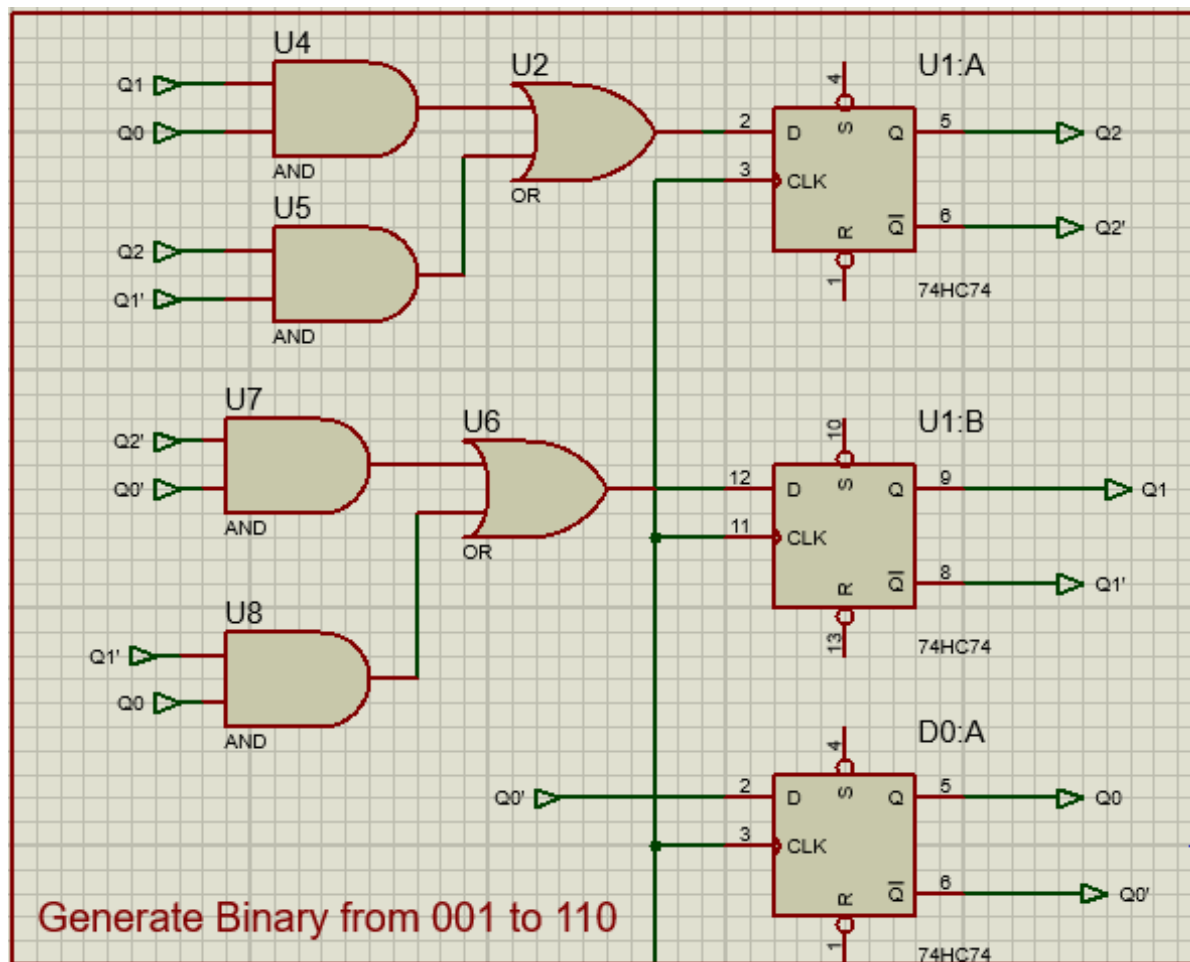 U4
Q1
Q0
AND
U5
Q2
Q1'
AND
U2
OR
U1:A
4
2 D S Q 5 Q2
3 CLK
R Q 6 Q2'
1
74HC74
U7
Q2'
Q0'
AND
U6
OR
U8
Q1'
Q0
AND
U1:B
10
12 D S Q 9 Q1
11 CLK
R Q 8 Q1'
13
74HC74
D0:A
4
Q0' 2 D S Q 5 Q0
3 CLK
R Q 6 Q0'
1
74HC74
Generate Binary from 001 to 110